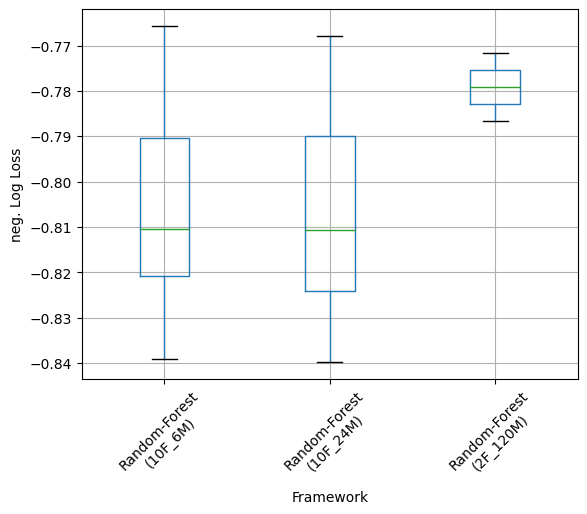 −0.77
−0.78
−0.79
−0.80
−0.81
−0.82
−0.83
−0.84
neg. Log Loss
Random-Forest
(10F_6M)
Random-Forest
(10F_24M)
Random-Forest
(2F_120M)
Framework